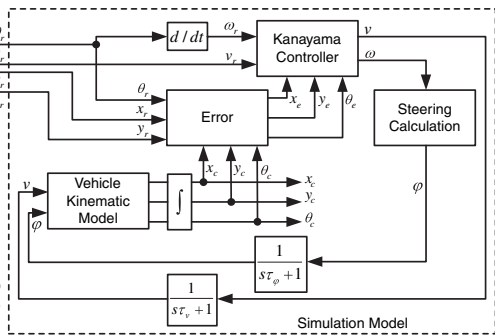 d / dt
ω_r
v_r
Kanayama
Controller
v
ω
θ_r
x_r
y_r
Error
x_e
y_e
θ_e
Steering
Calculation
x_c
y_c
θ_c
v
φ
Vehicle
Kinematic
Model
∫
x_c
y_c
θ_c
φ
1
sτ_φ +1
1
sτ_v +1
Simulation Model